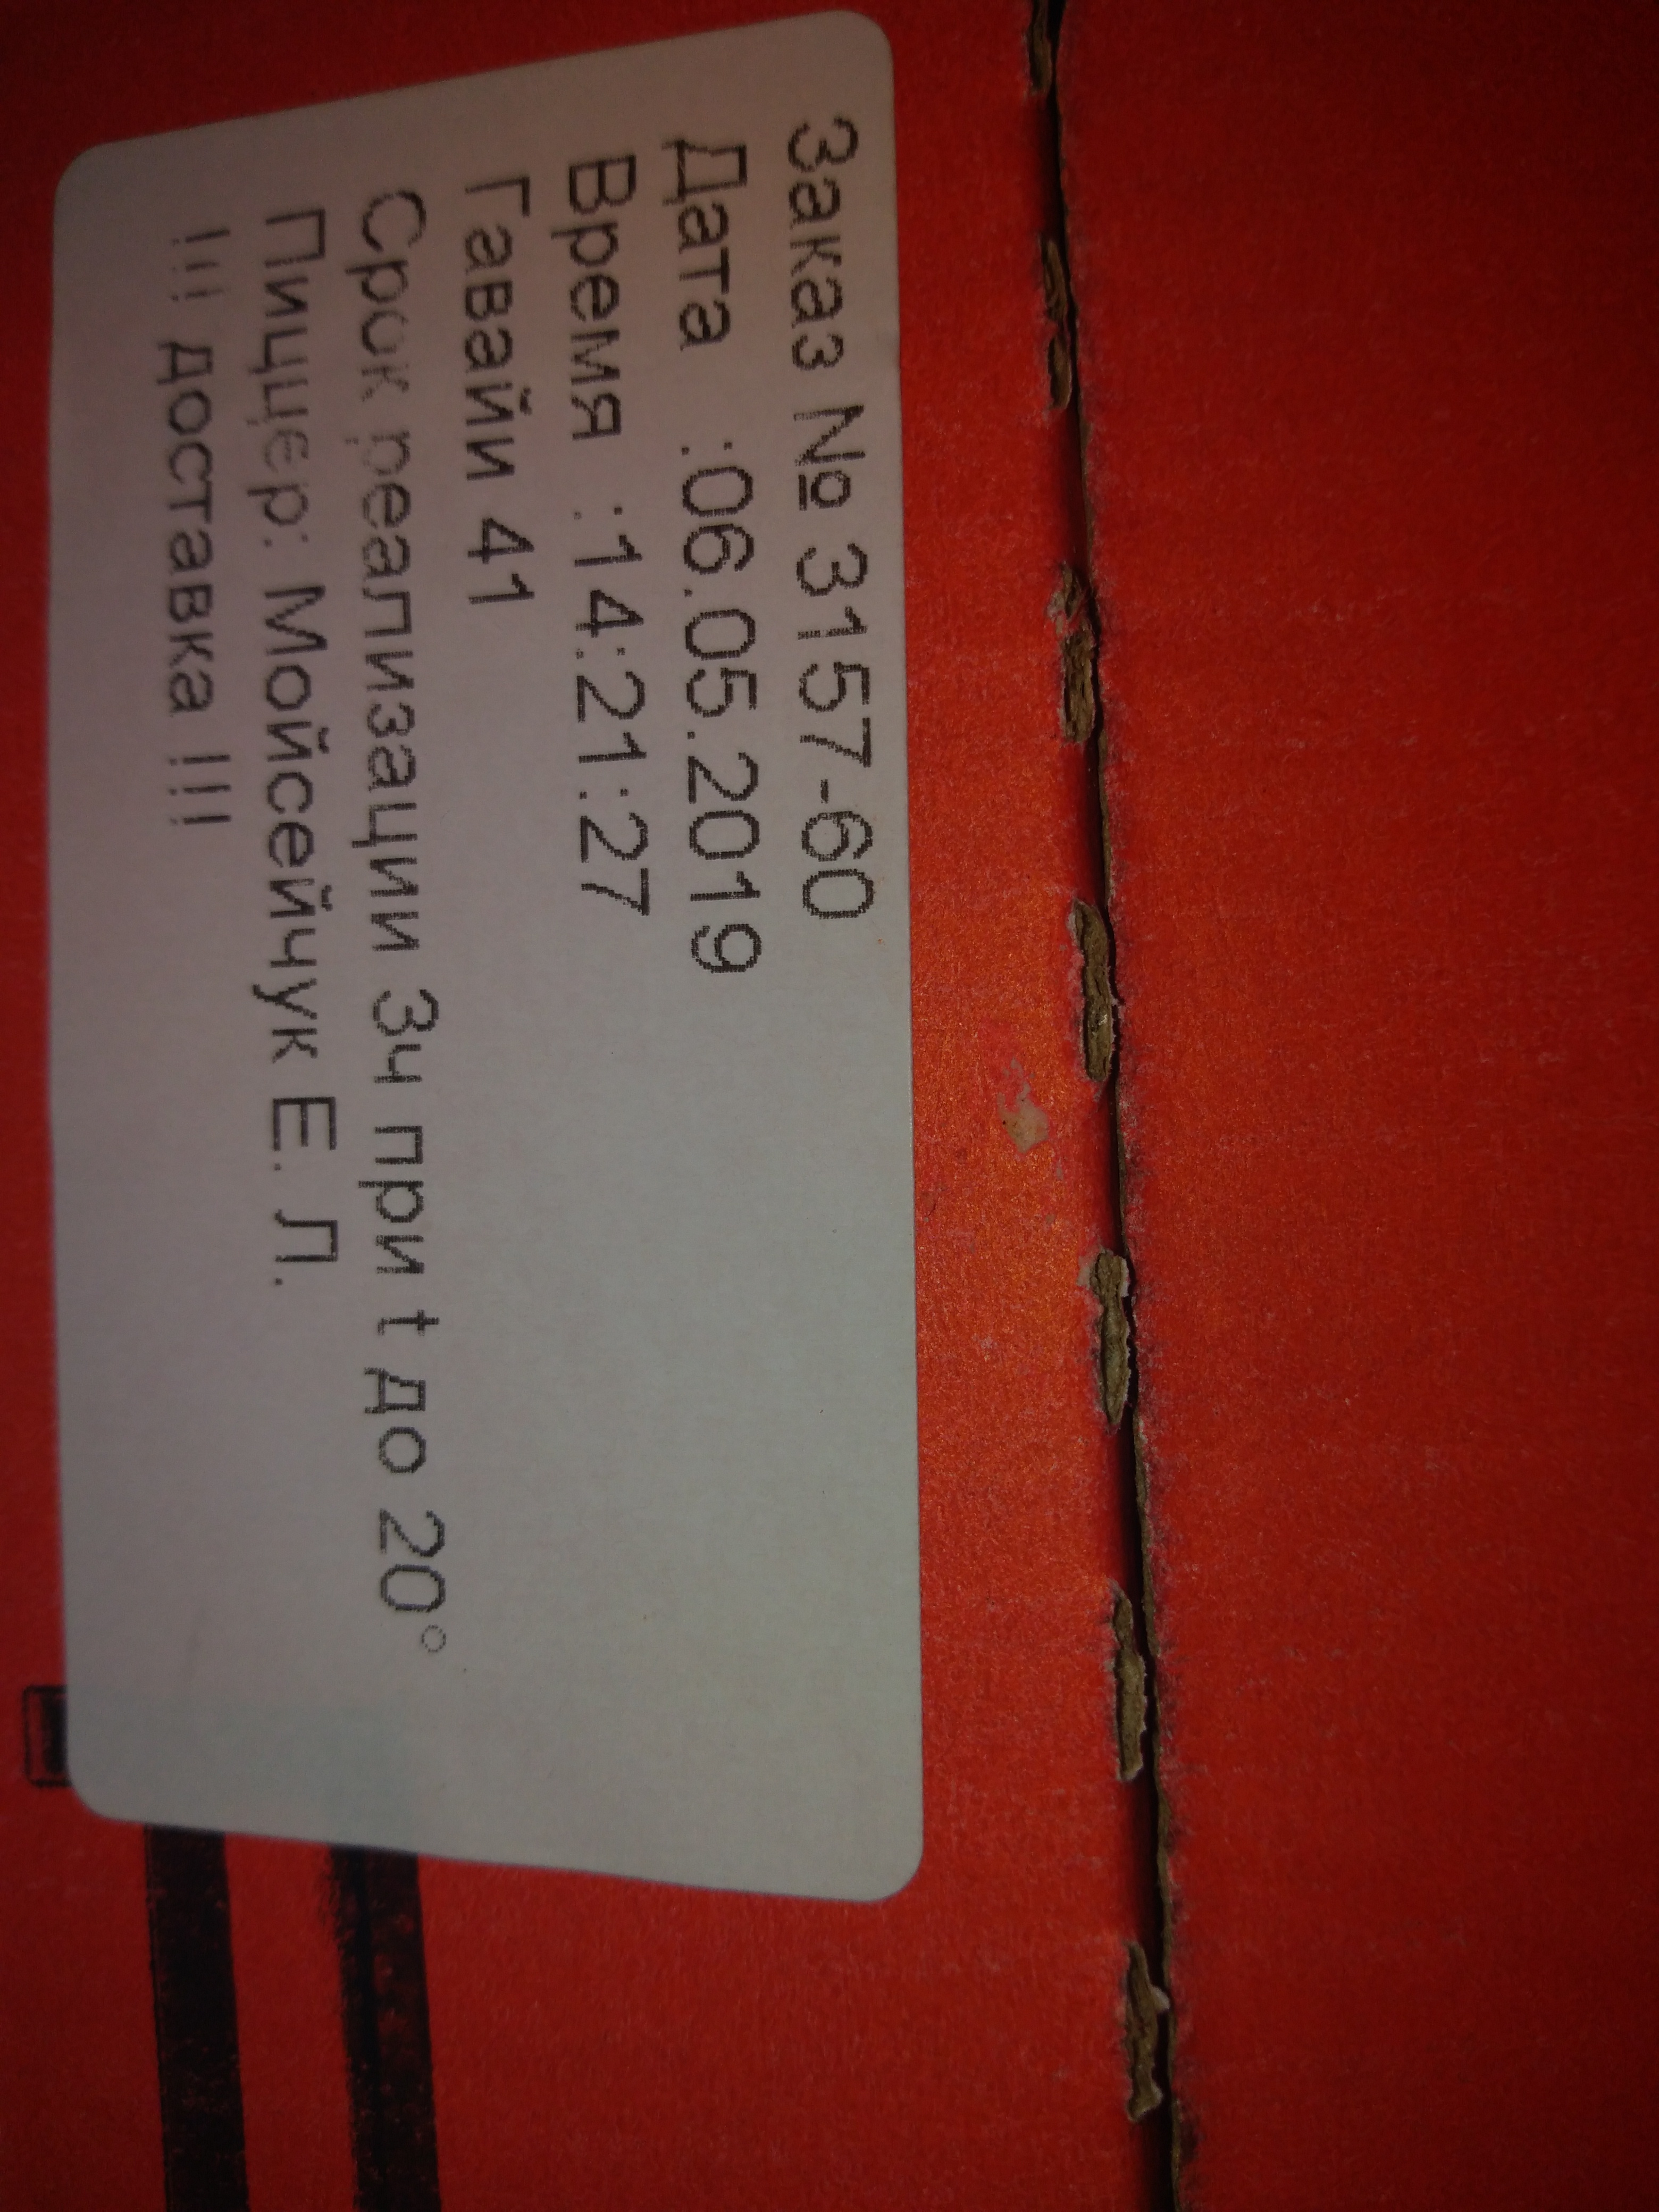 Заказ № 3157-60
Дата :06.05.2019
Время :14:21:27
Гавайи 41
Срок реализации 3ч при t до 20°
Пиццер: Мойсейчук Е. Л.
!!! доставка !!!